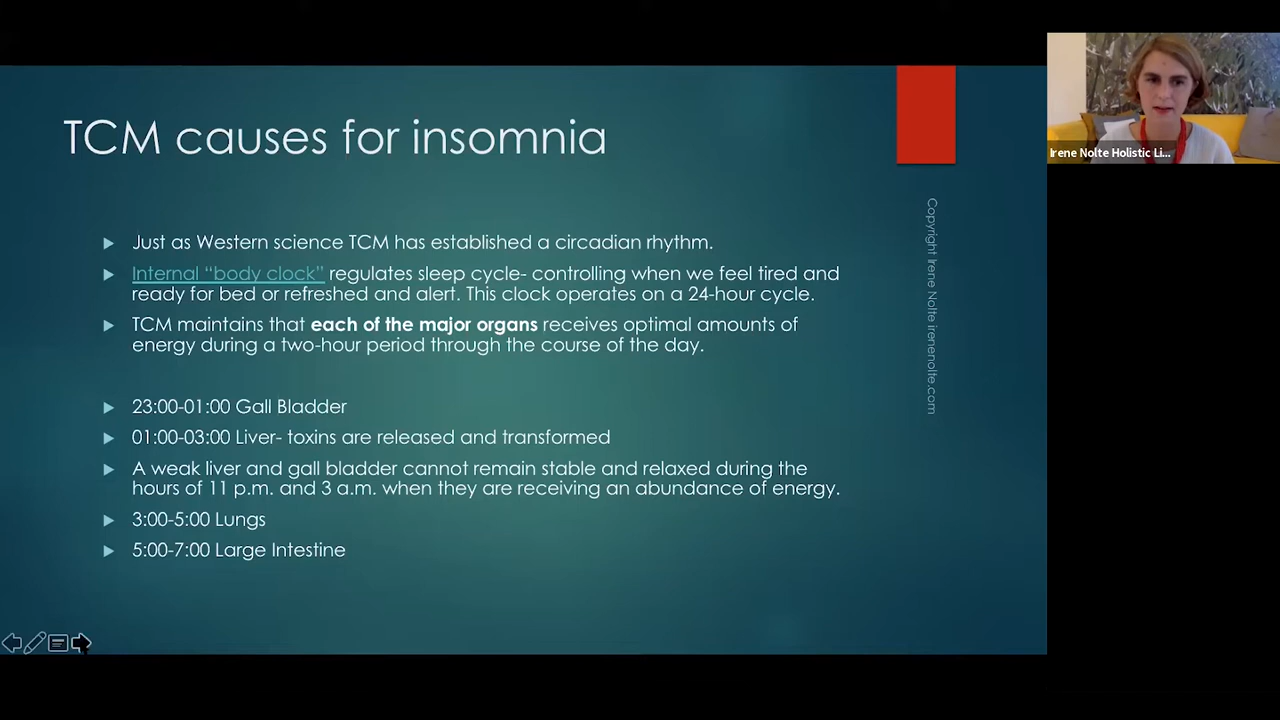 TCM causes for insomnia
Just as Western science TCM has established a circadian rhythm.
Internal “body clock” regulates sleep cycle- controlling when we feel tired and
ready for bed or refreshed and alert. This clock operates on a 24-hour cycle.
TCM maintains that each of the major organs receives optimal amounts of
energy during a two-hour period through the course of the day.
23:00-01:00 Gall Bladder
01:00-03:00 Liver- toxins are released and transformed
A weak liver and gall bladder cannot remain stable and relaxed during the
hours of 11 p.m. and 3 a.m. when they are receiving an abundance of energy.
3:00-5:00 Lungs
5:00-7:00 Large Intestine
Copyright Irene Nolte irenenolte.com
Irene Nolte Holistic Li...